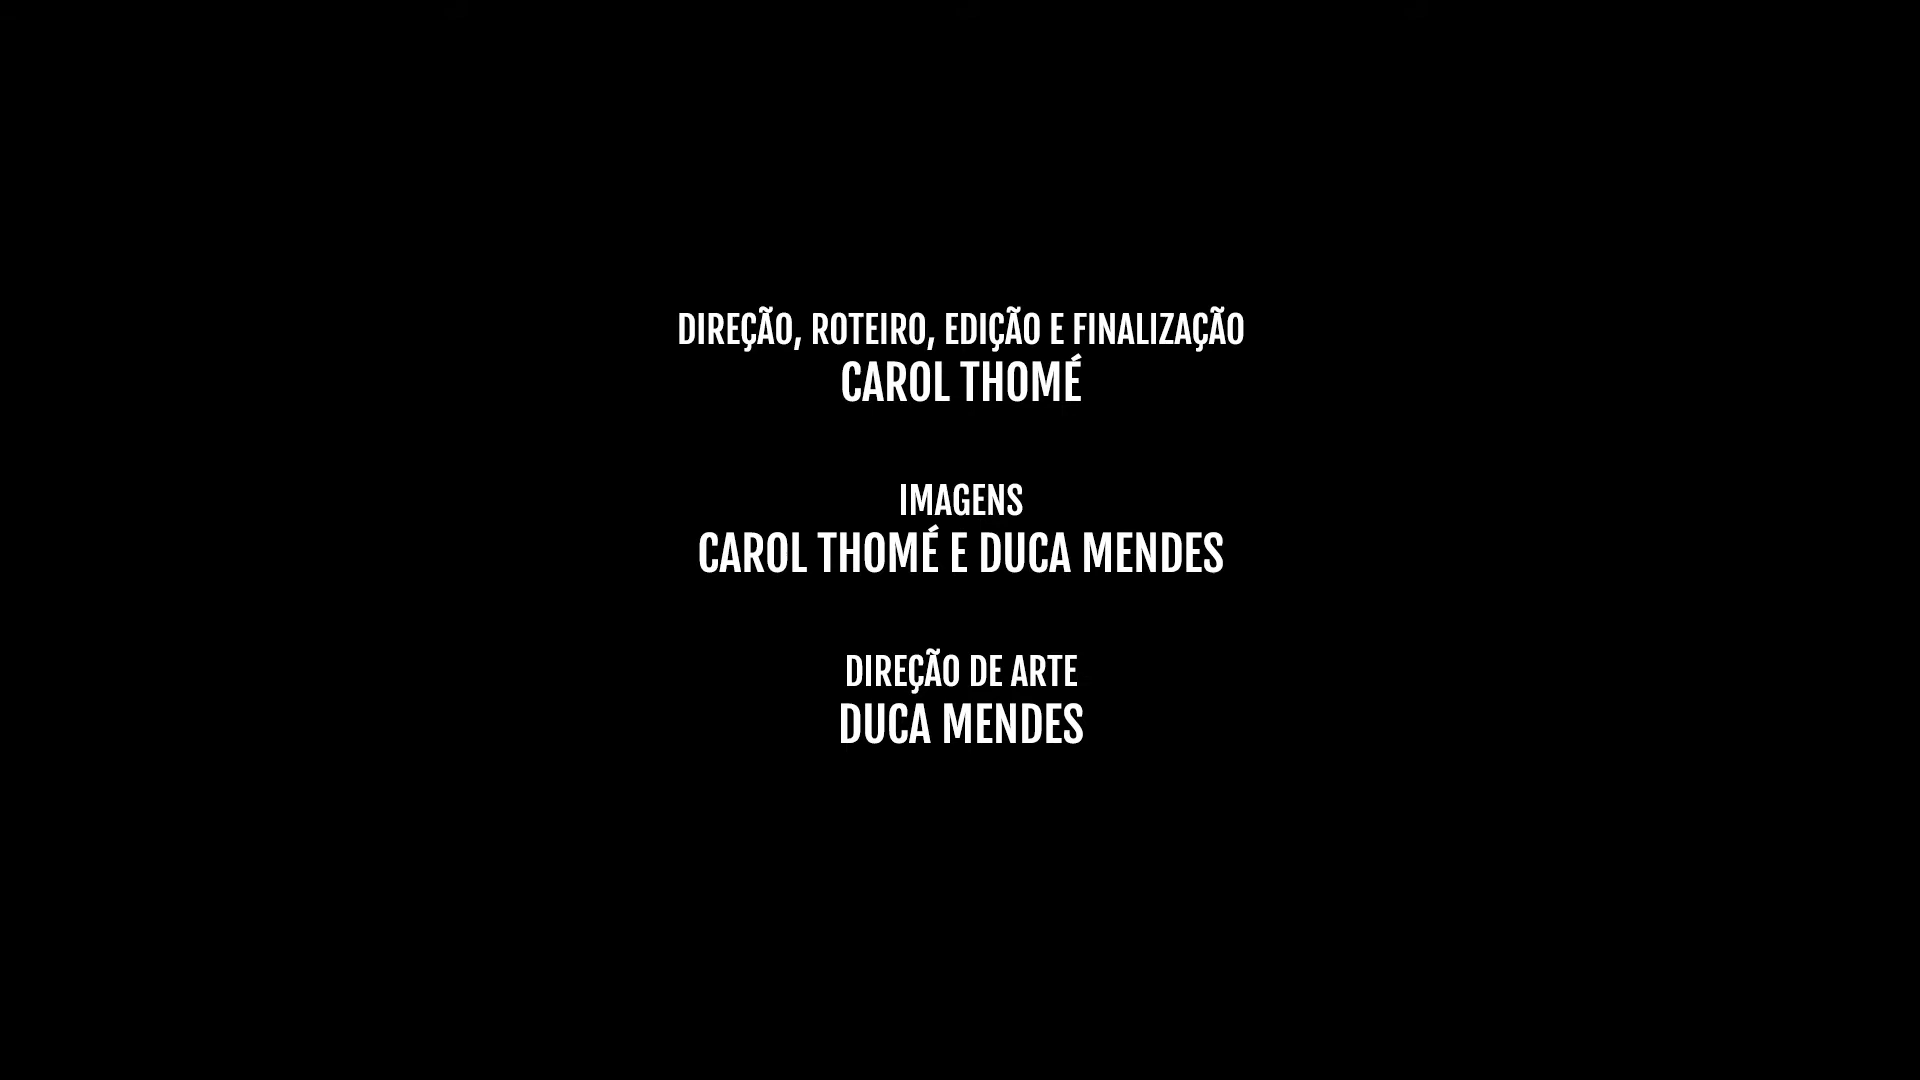 DIREÇÃO, ROTEIRO, EDIÇÃO E FINALIZAÇÃO
CAROL THOMÉ
IMAGENS
CAROL THOMÉ E DUCA MENDES
DIREÇÃO DE ARTE
DUCA MENDES